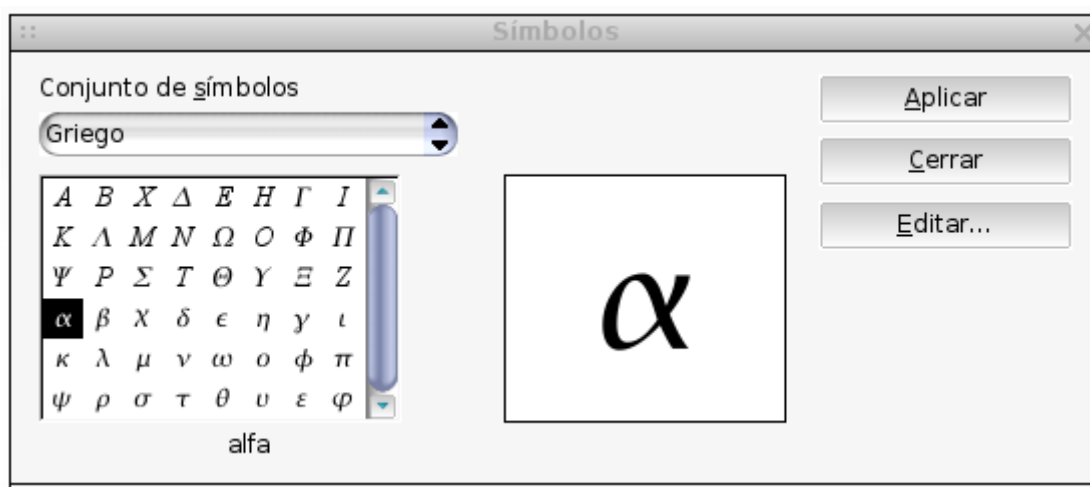 Símbolos
Conjunto de símbolos
Griego
Α Β Χ Δ Ε Η Γ Ι
Κ Λ Μ Ν Ω Ο Φ Π
Ψ Ρ Σ Τ Θ Υ Ξ Ζ
α β χ δ ϵ η γ ι
κ λ μ ν ω ο ϕ π
ψ ρ σ τ θ υ ε φ
alfa
α
Aplicar
Cerrar
Editar...